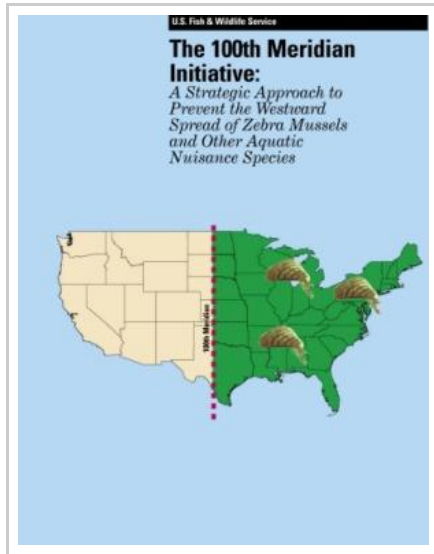 U.S. Fish & Wildlife Service
The 100th Meridian
Initiative:
A Strategic Approach to
Prevent the Westward
Spread of Zebra Mussels
and Other Aquatic
Nuisance Species
100th Meridian